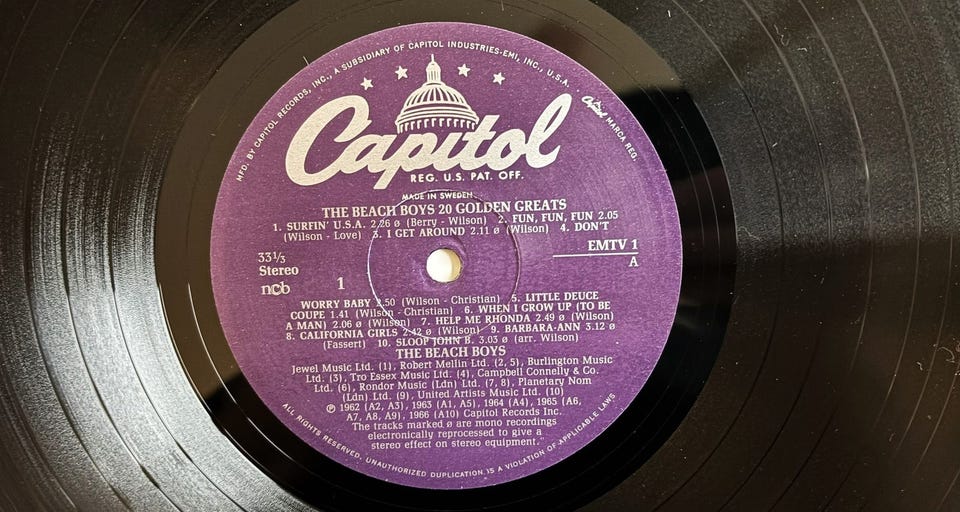 MFD. BY CAPITOL RECORDS, INC., A SUBSIDIARY OF CAPITOL INDUSTRIES-EMI, INC., U.S.A.
Capitol MARCA REG.
Capitol
REG. U.S. PAT. OFF.
MADE IN SWEDEN
THE BEACH BOYS 20 GOLDEN GREATS
1. SURFIN' U.S.A. 2.26 ø (Berry - Wilson) 2. FUN, FUN, FUN 2.05
(Wilson - Love) 3. I GET AROUND 2.11 ø (Wilson) 4. DON'T
EMTV 1
A
33⅓
Stereo
ncb
1
WORRY BABY 2.50 (Wilson - Christian) 5. LITTLE DEUCE
COUPE 1.41 (Wilson - Christian) 6. WHEN I GROW UP (TO BE
A MAN) 2.06 ø (Wilson) 7. HELP ME RHONDA 2.49 ø (Wilson)
8. CALIFORNIA GIRLS 2.42 ø (Wilson) 9. BARBARA-ANN 3.12 ø
(Fassert) 10. SLOOP JOHN B. 3.03 ø (arr. Wilson)
THE BEACH BOYS
Jewel Music Ltd. (1), Robert Mellin Ltd. (2, 5), Burlington Music
Ltd. (3), Tro Essex Music Ltd. (4), Campbell Connelly & Co.
Ltd. (6), Rondor Music (Ldn) Ltd. (7, 8), Planetary Nom
(Ldn) Ltd. (9), United Artists Music Ltd. (10)
℗ 1962 (A2, A3), 1963 (A1, A5), 1964 (A4), 1965 (A6,
A7, A8, A9), 1966 (A10) Capitol Records Inc.
The tracks marked ø are mono recordings
electronically reprocessed to give a
stereo effect on stereo equipment."
ALL RIGHTS RESERVED. UNAUTHORIZED DUPLICATION IS A VIOLATION OF APPLICABLE LAWS